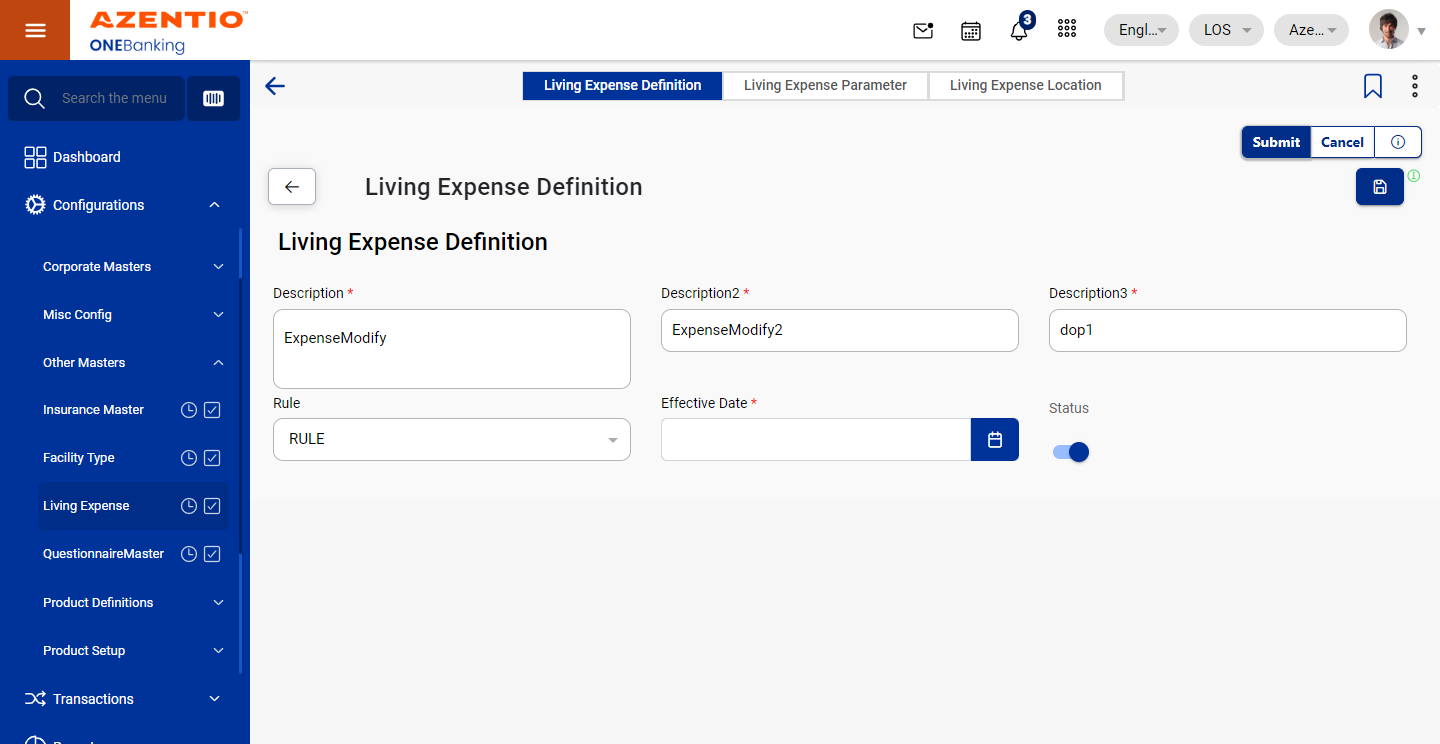 AZENTIO™
ONEBanking
3
Engl...
LOS
Aze...
Search the menu
Dashboard
Configurations
Corporate Masters
Misc Config
Other Masters
Insurance Master
Facility Type
Living Expense
QuestionnaireMaster
Product Definitions
Product Setup
Transactions
Living Expense Definition
Living Expense Parameter
Living Expense Location
Submit
Cancel
Living Expense Definition
Living Expense Definition
Description *
Description2 *
Description3 *
ExpenseModify
ExpenseModify2
dop1
Rule
Effective Date *
Status
RULE